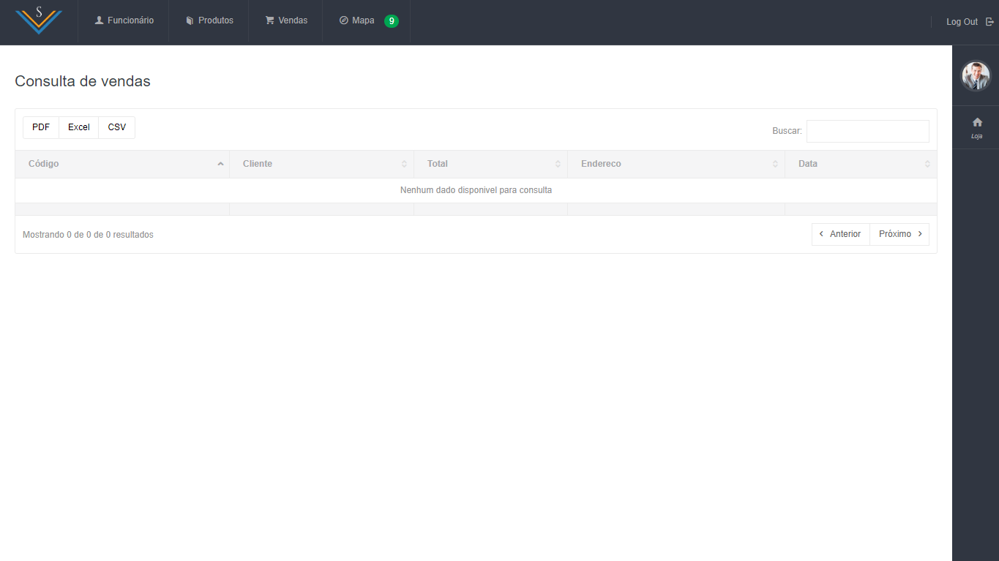 S
Funcionário
Produtos
Vendas
Mapa 9
Log Out
Loja
Consulta de vendas
PDF Excel CSV
Buscar:
Código Cliente Total Endereco Data
Nenhum dado disponivel para consulta
Mostrando 0 de 0 de 0 resultados
Anterior Próximo